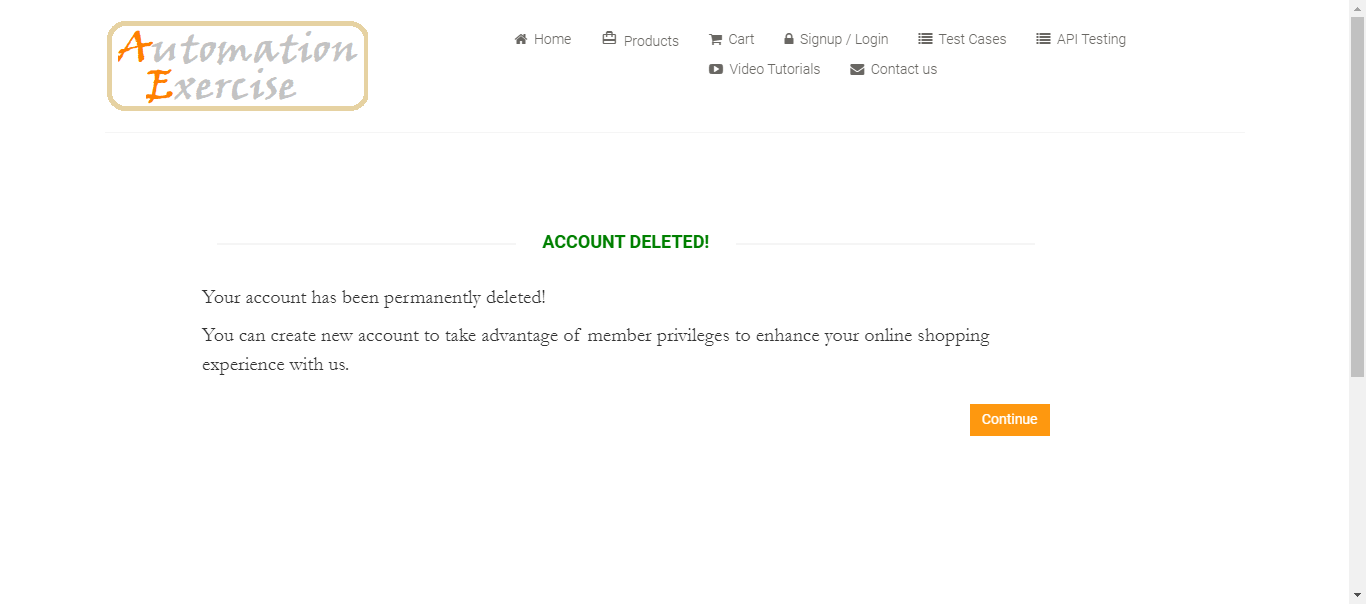 Automation
Exercise
Home
Products
Cart
Signup / Login
Test Cases
API Testing
Video Tutorials
Contact us
ACCOUNT DELETED!
Your account has been permanently deleted!
You can create new account to take advantage of member privileges to enhance your online shopping
experience with us.
Continue